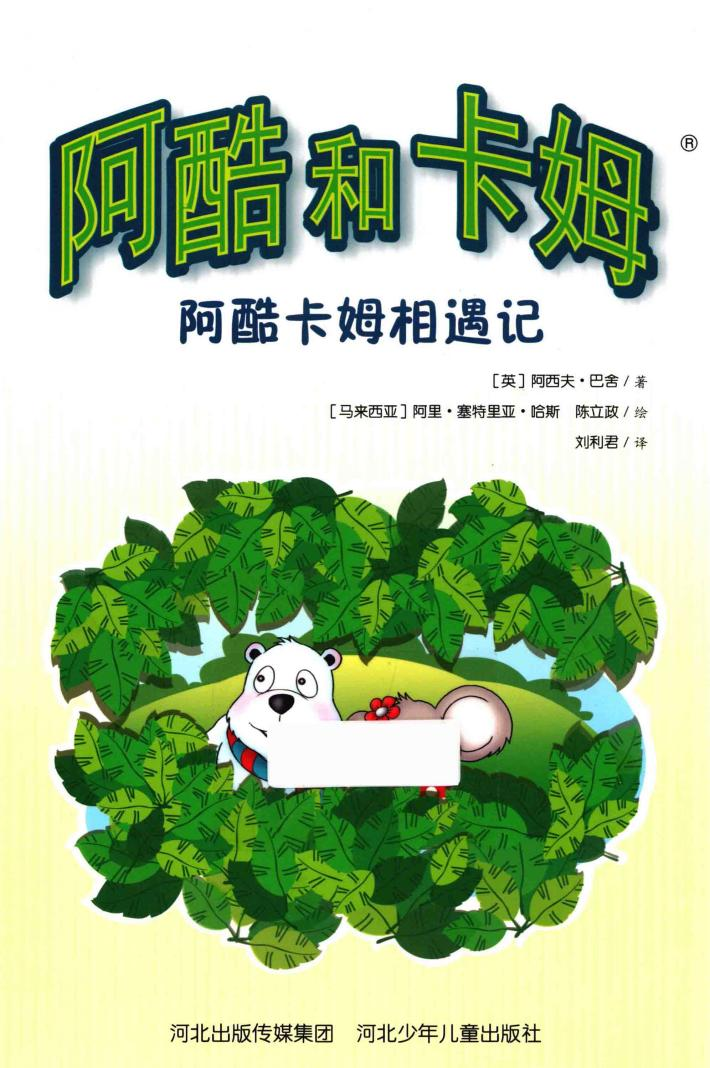 阿酷和卡姆®
阿酷卡姆相遇记
［英］阿西夫·巴舍/著
［马来西亚］阿里·塞特里亚·哈斯 陈立政/绘
刘利君/译
河北出版传媒集团 河北少年儿童出版社